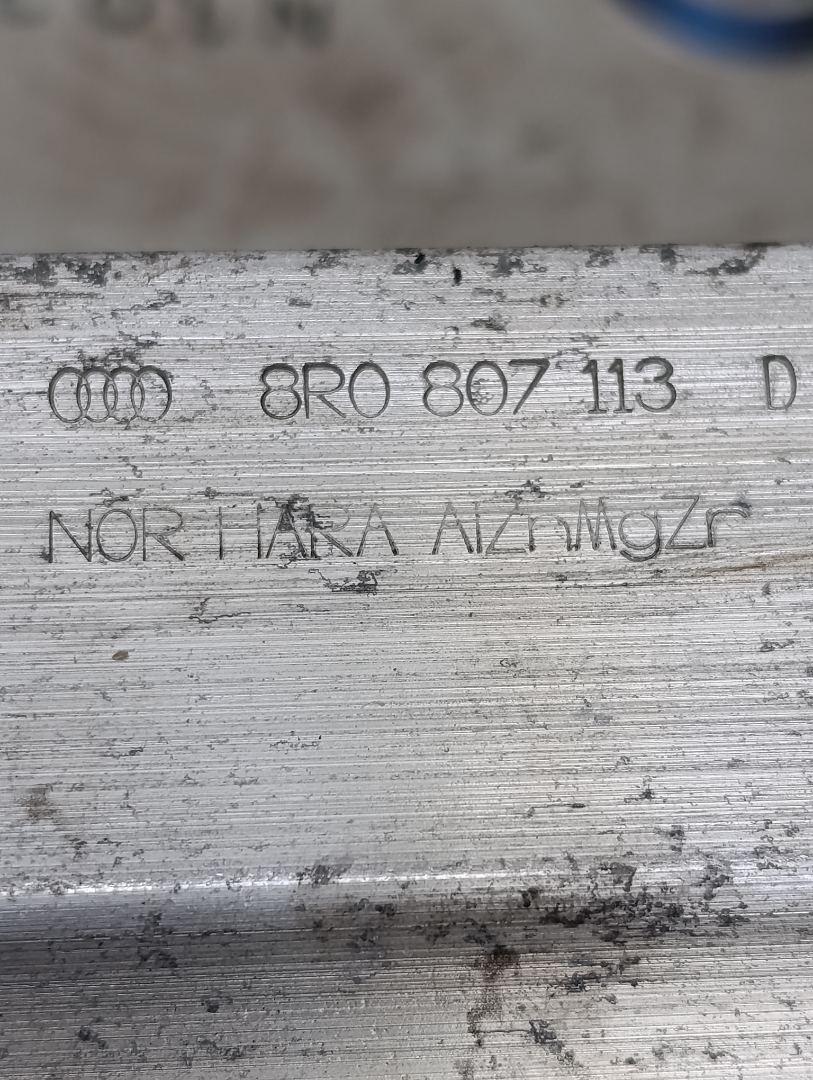 8R0 807 113 D
NOR HARA AlZnMgZr